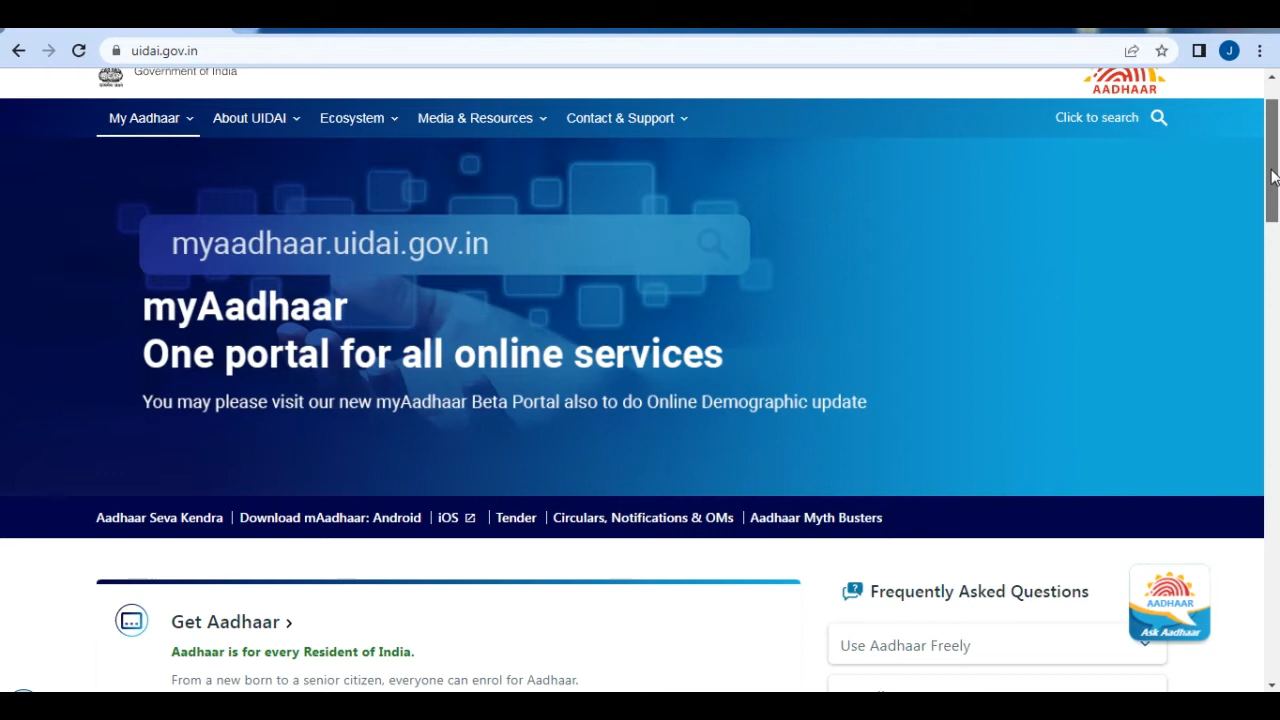 uidai.gov.in
J
Government of India
AADHAAR
My Aadhaar
About UIDAI
Ecosystem
Media & Resources
Contact & Support
Click to search
myaadhaar.uidai.gov.in
myAadhaar
One portal for all online services
You may please visit our new myAadhaar Beta Portal also to do Online Demographic update
Aadhaar Seva Kendra
Download mAadhaar: Android
iOS
Tender
Circulars, Notifications & OMs
Aadhaar Myth Busters
Get Aadhaar ›
Aadhaar is for every Resident of India.
From a new born to a senior citizen, everyone can enrol for Aadhaar.
Frequently Asked Questions
Use Aadhaar Freely
AADHAAR
Ask Aadhaar